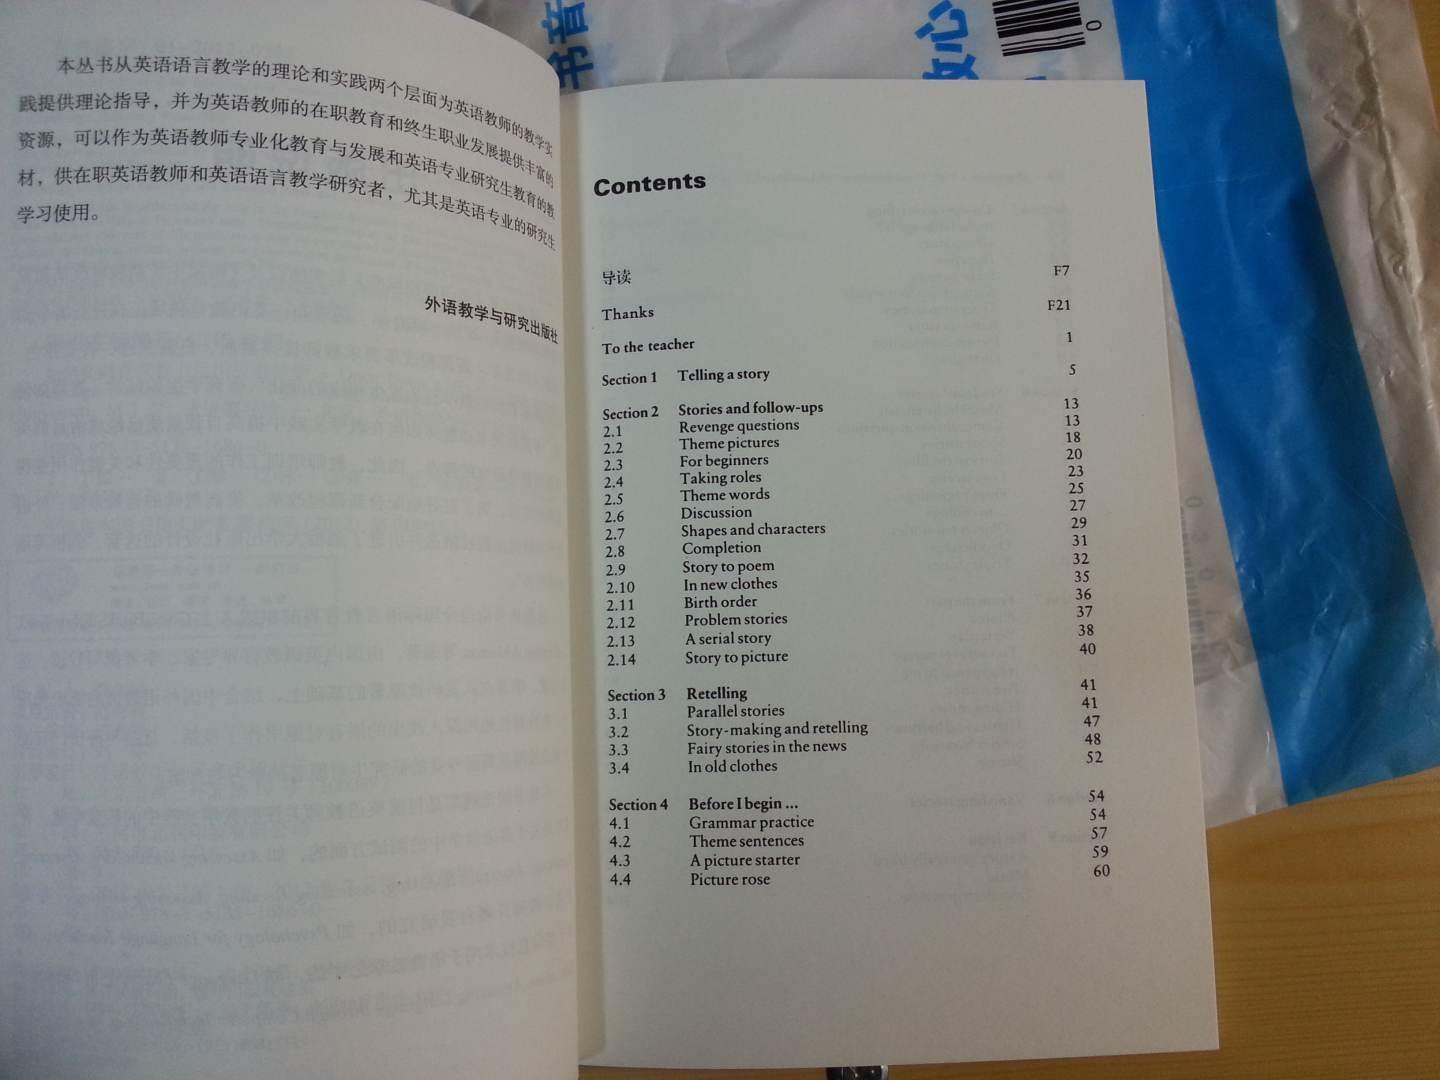 本丛书从英语语言教学的理论和实践两个层面为英语教师的教学实
践提供理论指导，并为英语教师的在职教育和终生职业发展提供丰富的
资源，可以作为英语教师专业化教育与发展和英语专业研究生教育的教
材，供在职英语教师和英语语言教学研究者，尤其是英语专业的研究生
学习使用。
外语教学与研究出版社
书音
放心
0
Contents
导读 F7
Thanks F21
To the teacher 1
Section 1 Telling a story 5
Section 2 Stories and follow-ups 13
2.1 Revenge questions 13
2.2 Theme pictures 18
2.3 For beginners 20
2.4 Taking roles 23
2.5 Theme words 25
2.6 Discussion 27
2.7 Shapes and characters 29
2.8 Completion 31
2.9 Story to poem 32
2.10 In new clothes 35
2.11 Birth order 36
2.12 Problem stories 37
2.13 A serial story 38
2.14 Story to picture 40
Section 3 Retelling 41
3.1 Parallel stories 41
3.2 Story-making and retelling 47
3.3 Fairy stories in the news 48
3.4 In old clothes 52
Section 4 Before I begin ... 54
4.1 Grammar practice 54
4.2 Theme sentences 57
4.3 A picture starter 59
4.4 Picture rose 60